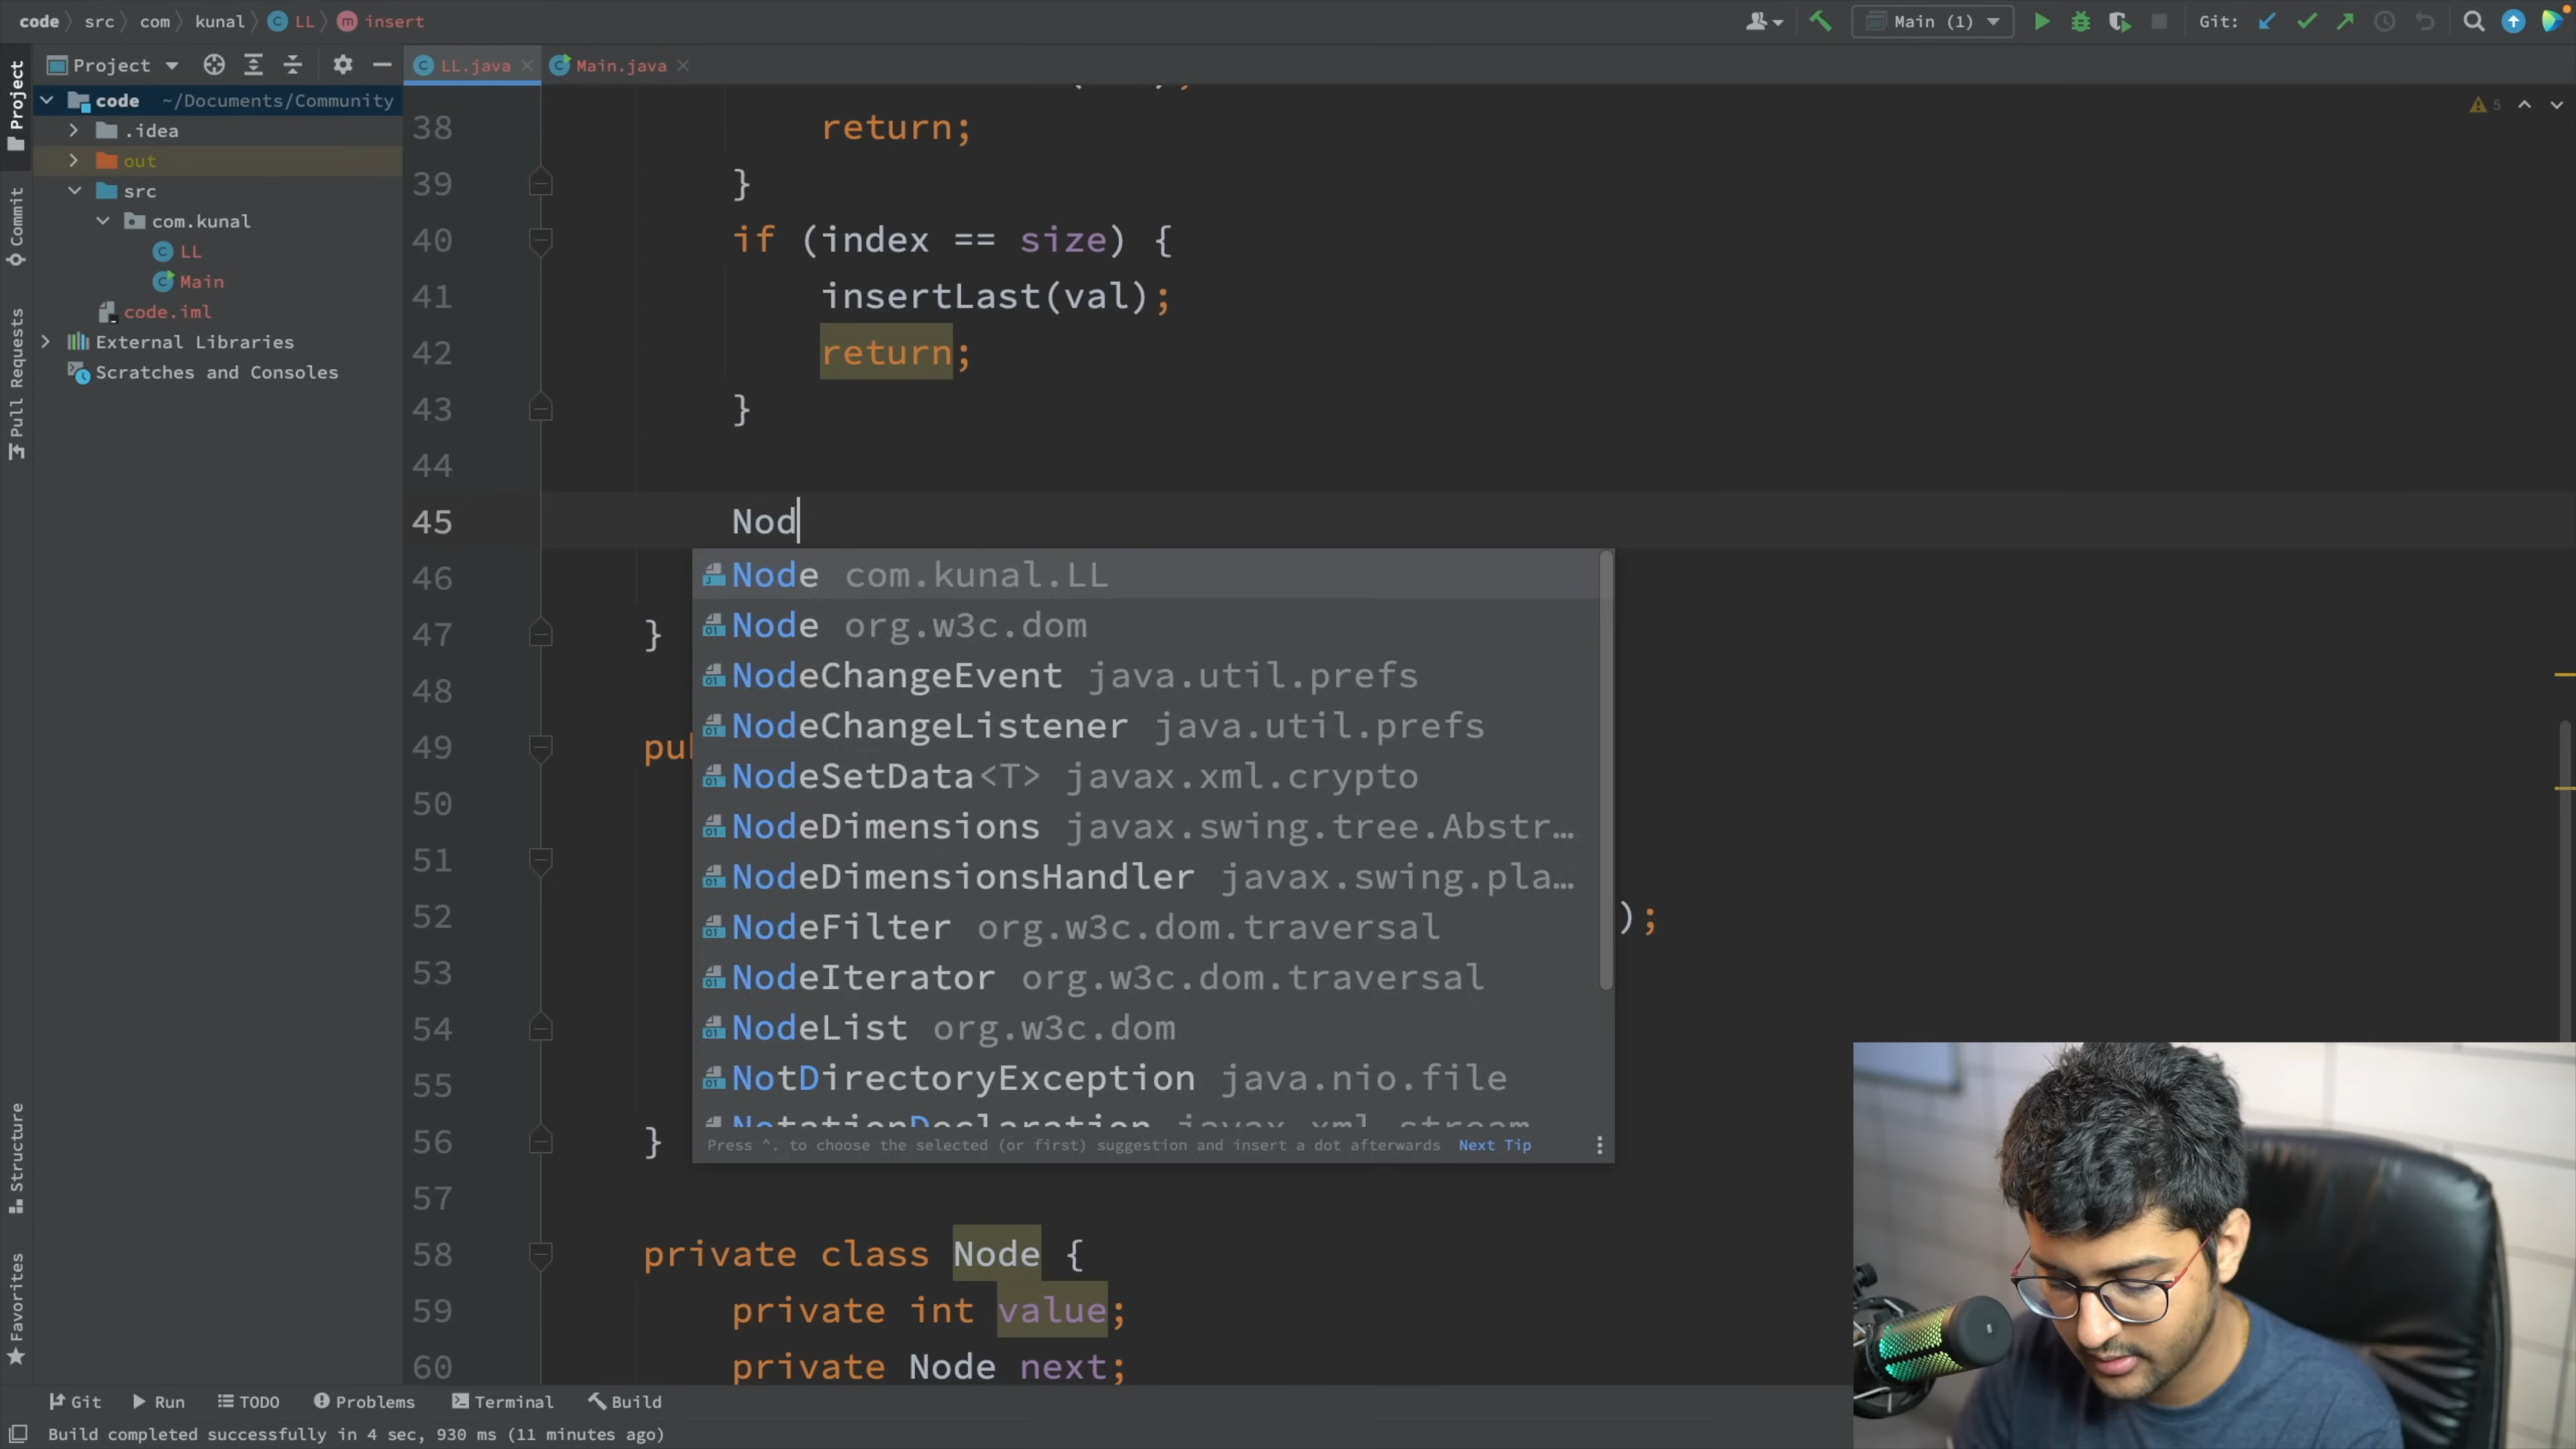 code src com kunal LL insert
Main (1) Git:
Project
LL.java Main.java
code ~/Documents/Community
.idea
out
src
com.kunal
LL
Main
code.iml
External Libraries
Scratches and Consoles
Project
Commit
Pull Requests
Structure
Favorites
5
38 return;
39 }
40 if (index == size) {
41 insertLast(val);
42 return;
43 }
44
45 Nod
46
47 }
48
49
50
51
52 );
53
54
55
56 }
57
58 private class Node {
59 private int value;
60 private Node next;
Node com.kunal.LL
Node org.w3c.dom
NodeChangeEvent java.util.prefs
NodeChangeListener java.util.prefs
NodeSetData<T> javax.xml.crypto
NodeDimensions javax.swing.tree.Abstr…
NodeDimensionsHandler javax.swing.pla…
NodeFilter org.w3c.dom.traversal
NodeIterator org.w3c.dom.traversal
NodeList org.w3c.dom
NotDirectoryException java.nio.file
NotationDeclaration javax.xml.stream
Press ^. to choose the selected (or first) suggestion and insert a dot afterwards Next Tip
Git Run TODO Problems Terminal Build
Build completed successfully in 4 sec, 930 ms (11 minutes ago)